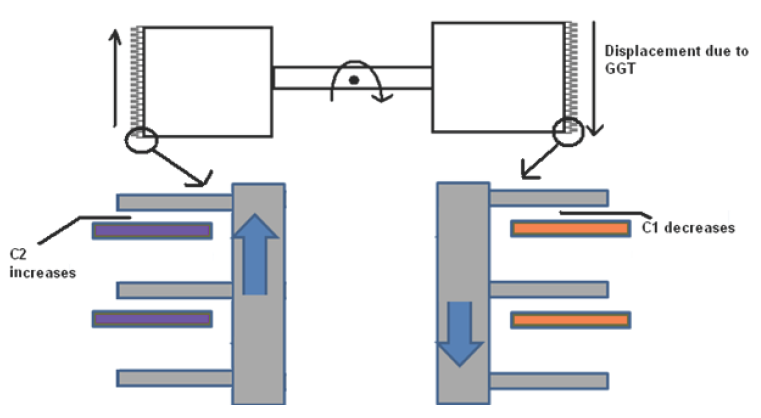 Displacement due to
GGT
C2
increases
C1 decreases